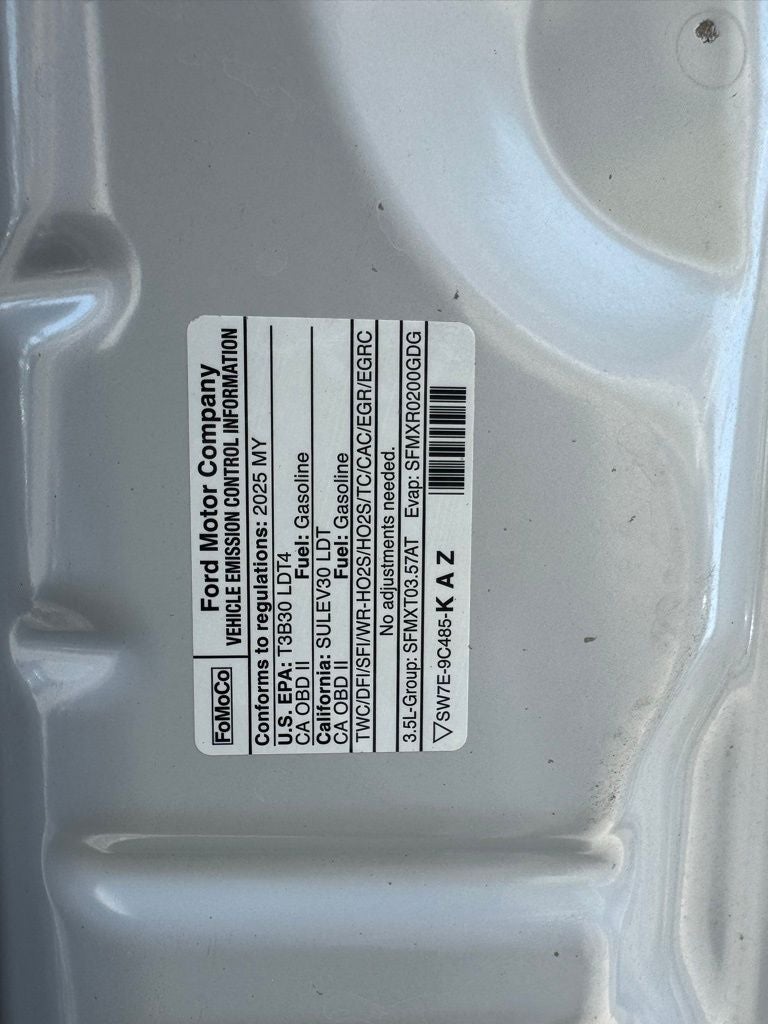 FoMoCo
Ford Motor Company
VEHICLE EMISSION CONTROL INFORMATION
Conforms to regulations: 2025 MY
U.S. EPA: T3B30 LDT4
CA OBD II Fuel: Gasoline
California: SULEV30 LDT
CA OBD II Fuel: Gasoline
TWC/DFI/SFI/WR-HO2S/HO2S/TC/CAC/EGR/EGRC
No adjustments needed.
3.5L-Group: SFMXT03.57AT Evap: SFMXR0200GDG
▽SW7E-9C485-K A Z